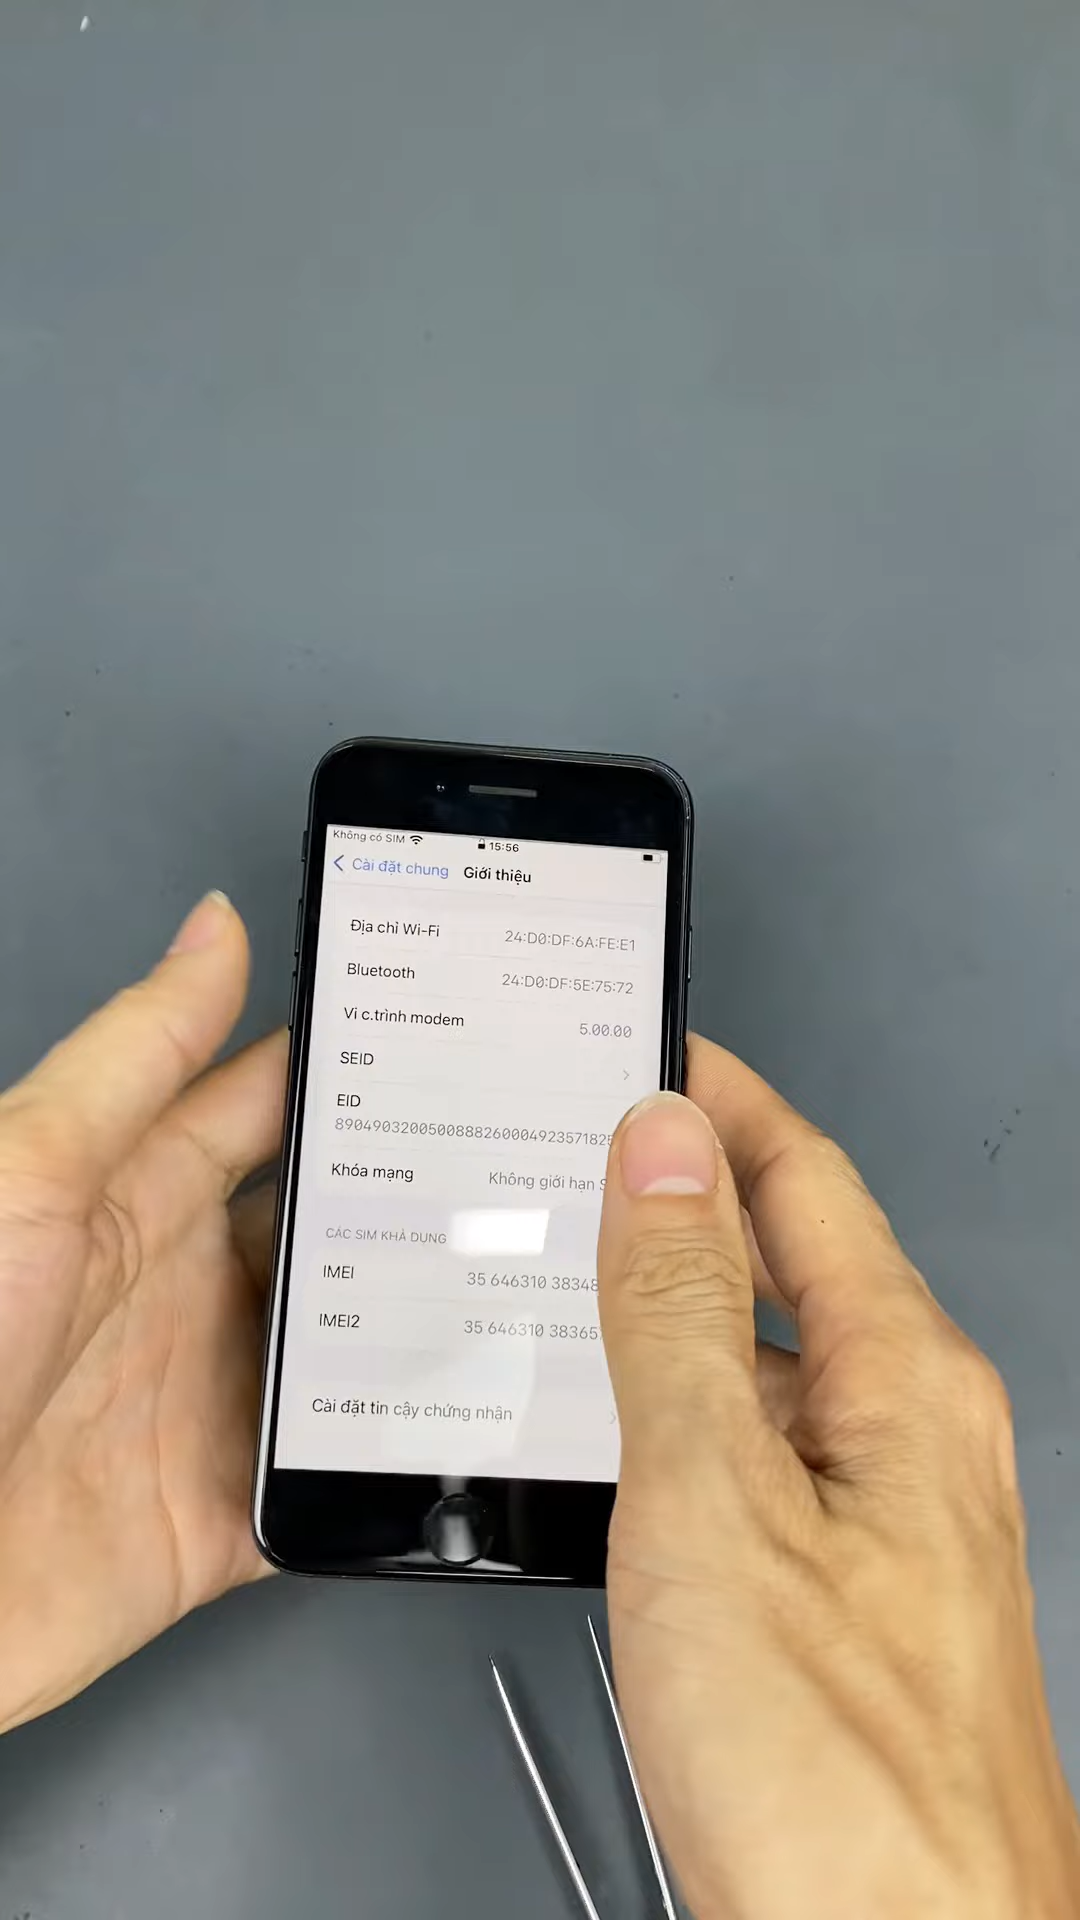 Không có SIM 15:56
Cài đặt chung Giới thiệu
Địa chỉ Wi-Fi 24:D0:DF:6A:FE:E1
Bluetooth 24:D0:DF:5E:75:72
Vi c.trình modem 5.00.00
SEID
EID
890490320050088826000492357182
Khóa mạng Không giới hạn
CÁC SIM KHẢ DỤNG
IMEI 35 646310 38348
IMEI2 35 646310 38365
Cài đặt tin cậy chứng nhận